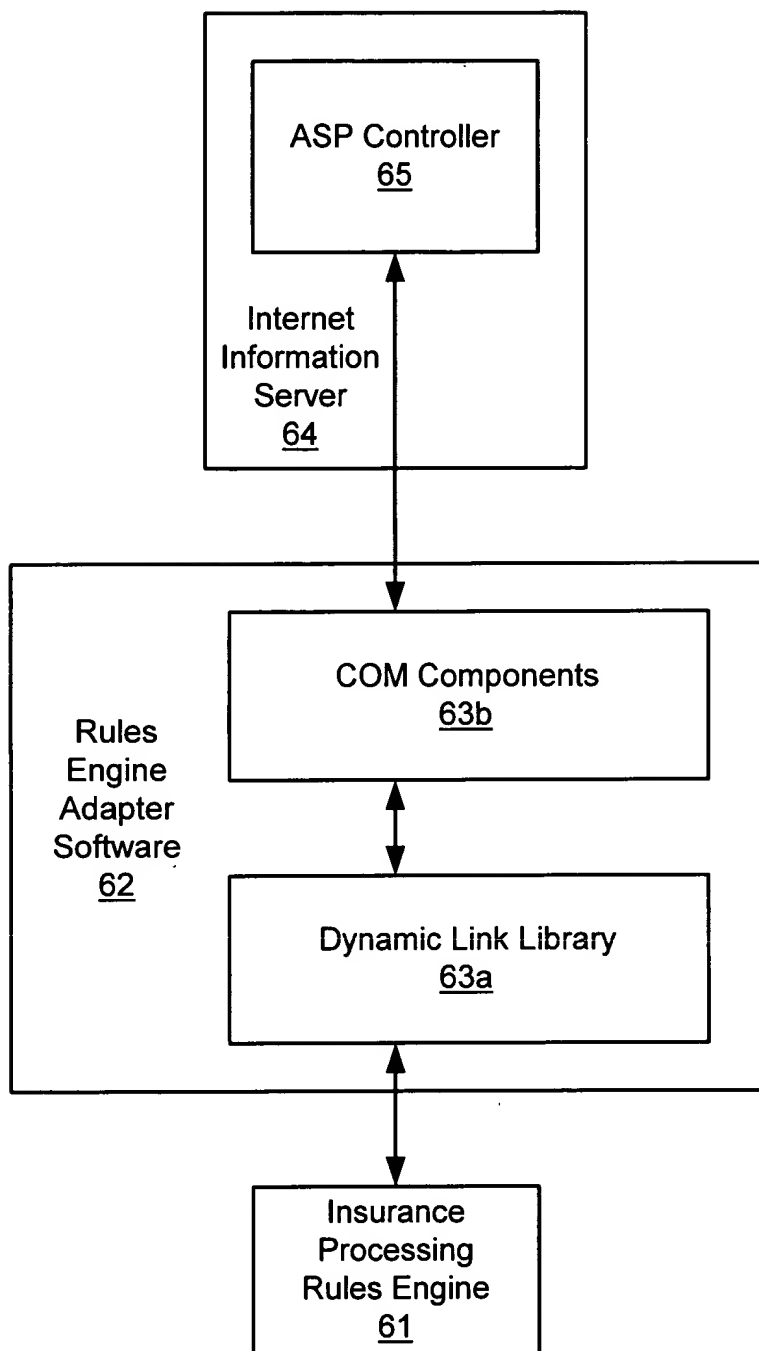 ASP Controller
65
Internet
Information
Server
64
COM Components
63b
Rules
Engine
Adapter
Software
62
Dynamic Link Library
63a
Insurance
Processing
Rules Engine
61